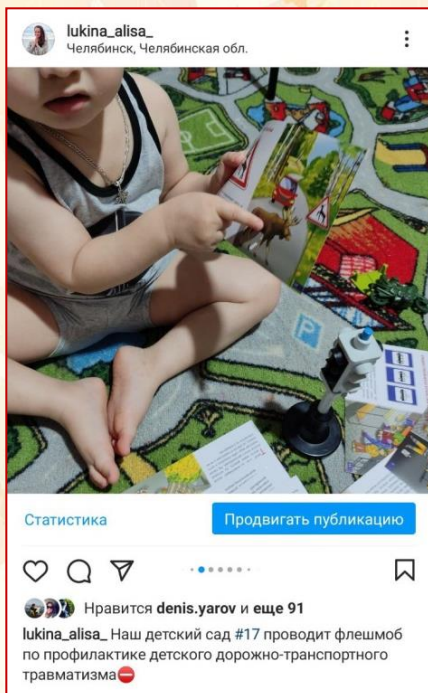 lukina_alisa_
Челябинск, Челябинская обл.
P
Статистика
Продвигать публикацию
Нравится denis.yarov и еще 91
lukina_alisa_ Наш детский сад #17 проводит флешмоб
по профилактике детского дорожно-транспортного
травматизма⛔